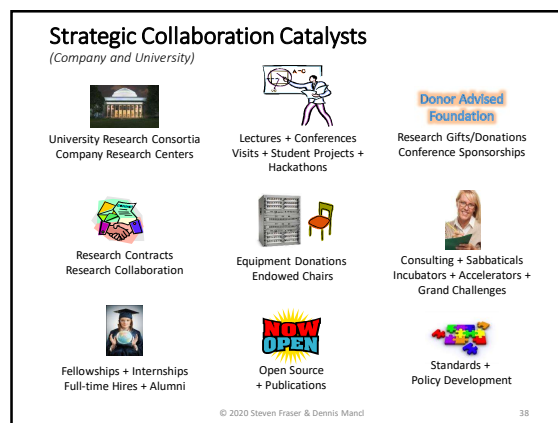 Strategic Collaboration Catalysts
(Company and University)
University Research Consortia
Company Research Centers
Lectures + Conferences
Visits + Student Projects +
Hackathons
Donor Advised
Foundation
Research Gifts/Donations
Conference Sponsorships
Research Contracts
Research Collaboration
Equipment Donations
Endowed Chairs
Consulting + Sabbaticals
Incubators + Accelerators +
Grand Challenges
Fellowships + Internships
Full-time Hires + Alumni
NOW
OPEN
Open Source
+ Publications
Standards +
Policy Development
© 2020 Steven Fraser & Dennis Mancl
38